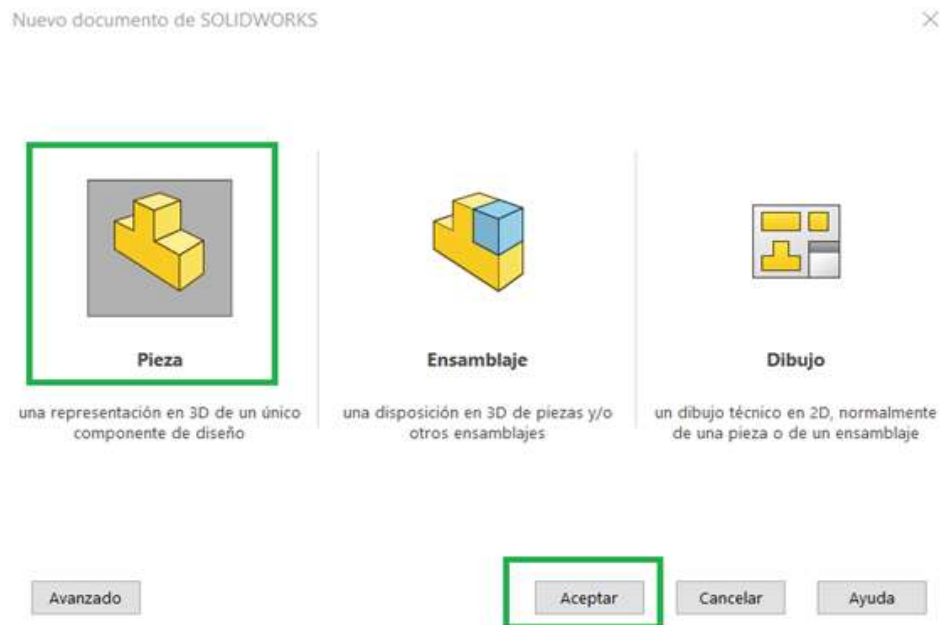 Nuevo documento de SOLIDWORKS
Pieza
una representación en 3D de un único
componente de diseño
Ensamblaje
una disposición en 3D de piezas y/o
otros ensamblajes
Dibujo
un dibujo técnico en 2D, normalmente
de una pieza o de un ensamblaje
Avanzado
Aceptar
Cancelar
Ayuda